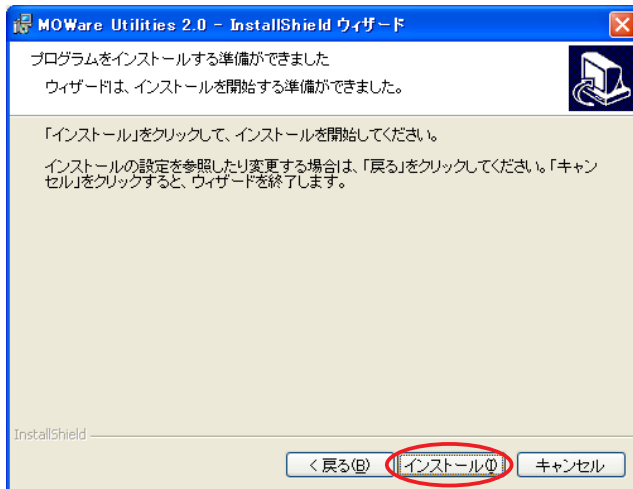 MOWare Utilities 2.0 - InstallShield ウィザード
プログラムをインストールする準備ができました
ウィザードは、インストールを開始する準備ができました。
「インストール」をクリックして、インストールを開始してください。
インストールの設定を参照したり変更する場合は、「戻る」をクリックしてください。「キャン
セル」をクリックすると、ウィザードを終了します。
InstallShield
< 戻る(B) インストール(I) キャンセル